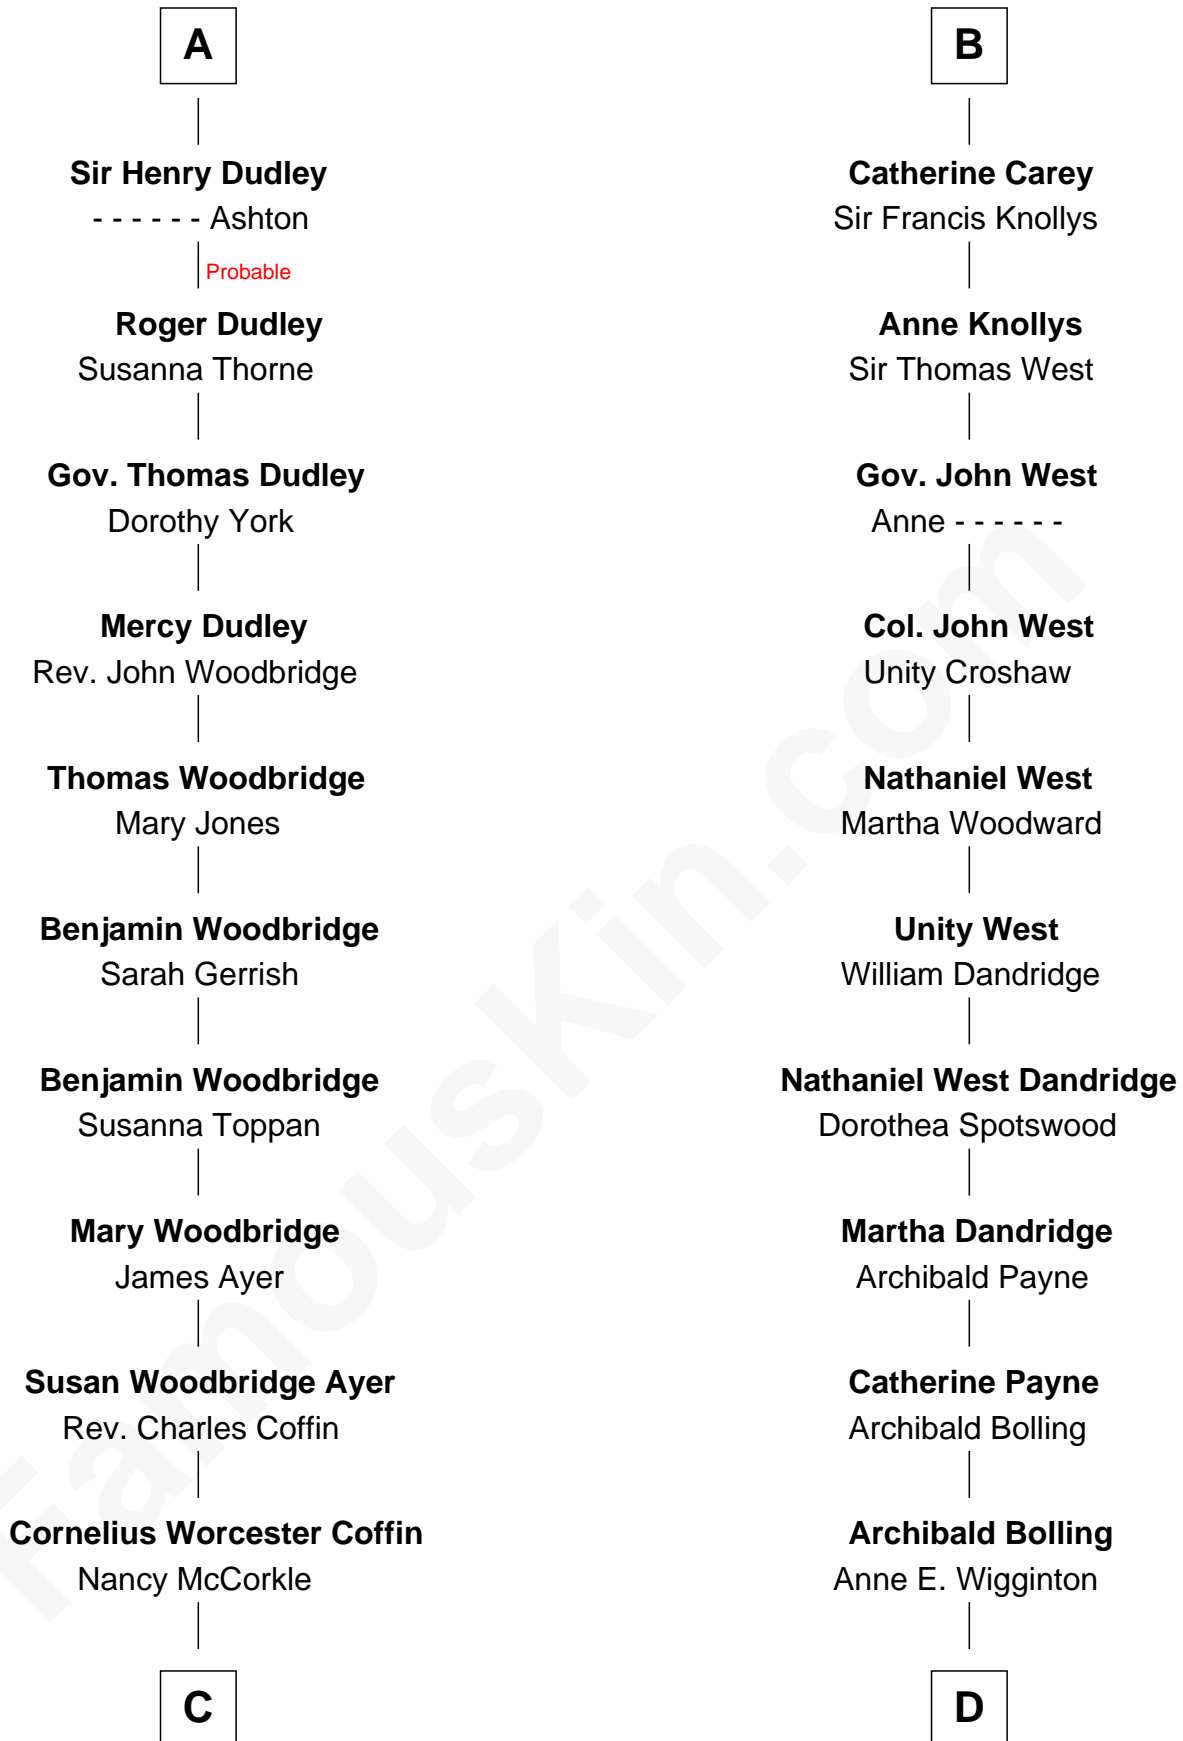 A
Sir Henry Dudley
- - - - - - Ashton
Probable
Roger Dudley
Susanna Thorne
Gov. Thomas Dudley
Dorothy York
Mercy Dudley
Rev. John Woodbridge
Thomas Woodbridge
Mary Jones
Benjamin Woodbridge
Sarah Gerrish
Benjamin Woodbridge
Susanna Toppan
Mary Woodbridge
James Ayer
Susan Woodbridge Ayer
Rev. Charles Coffin
Cornelius Worcester Coffin
Nancy McCorkle
C
B
Catherine Carey
Sir Francis Knollys
Anne Knollys
Sir Thomas West
Gov. John West
Anne - - - - - -
Col. John West
Unity Croshaw
Nathaniel West
Martha Woodward
Unity West
William Dandridge
Nathaniel West Dandridge
Dorothea Spotswood
Martha Dandridge
Archibald Payne
Catherine Payne
Archibald Bolling
Archibald Bolling
Anne E. Wigginton
D
FamousKin.com